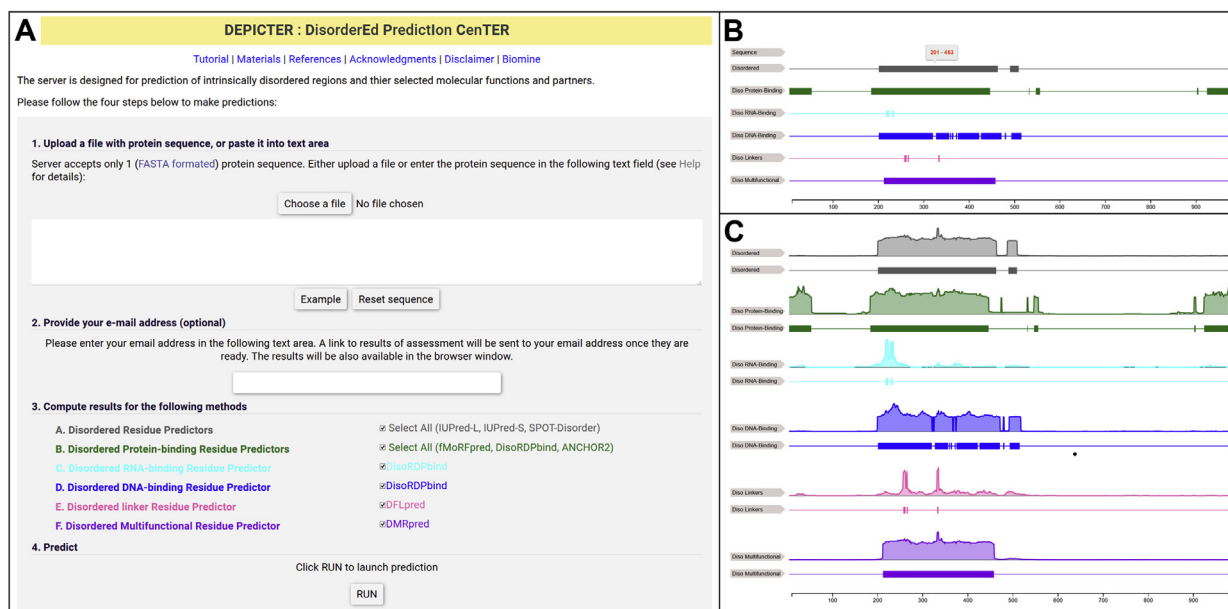 A
DEPICTER : DisorderEd PredictIon CenTER
Tutorial | Materials | References | Acknowledgments | Disclaimer | Biomine
The server is designed for prediction of intrinsically disordered regions and thier selected molecular functions and partners.
Please follow the four steps below to make predictions:
1. Upload a file with protein sequence, or paste it into text area
Server accepts only 1 (FASTA formated) protein sequence. Either upload a file or enter the protein sequence in the following text field (see Help
for details):
Choose a file No file chosen
Example Reset sequence
2. Provide your e-mail address (optional)
Please enter your email address in the following text area. A link to results of assessment will be sent to your email address once they are
ready. The results will be also available in the browser window.
3. Compute results for the following methods
A. Disordered Residue Predictors Select All (IUPred-L, IUPred-S, SPOT-Disorder)
B. Disordered Protein-binding Residue Predictors Select All (fMoRFpred, DisoRDPbind, ANCHOR2)
C. Disordered RNA-binding Residue Predictor DisoRDPbind
D. Disordered DNA-binding Residue Predictor DisoRDPbind
E. Disordered linker Residue Predictor DFLpred
F. Disordered Multifunctional Residue Predictor DMRpred
4. Predict
Click RUN to launch prediction
RUN
B
201 - 463
Sequence
Disordered
Diso Protein-Binding
Diso RNA-Binding
Diso DNA-Binding
Diso Linkers
Diso Multifunctional
100 200 300 400 500 600 700 800 900
C
Disordered
Disordered
Diso Protein-Binding
Diso Protein-Binding
Diso RNA-Binding
Diso RNA-Binding
Diso DNA-Binding
Diso DNA-Binding
Diso Linkers
Diso Linkers
Diso Multifunctional
Diso Multifunctional
100 200 300 400 500 600 700 800 900